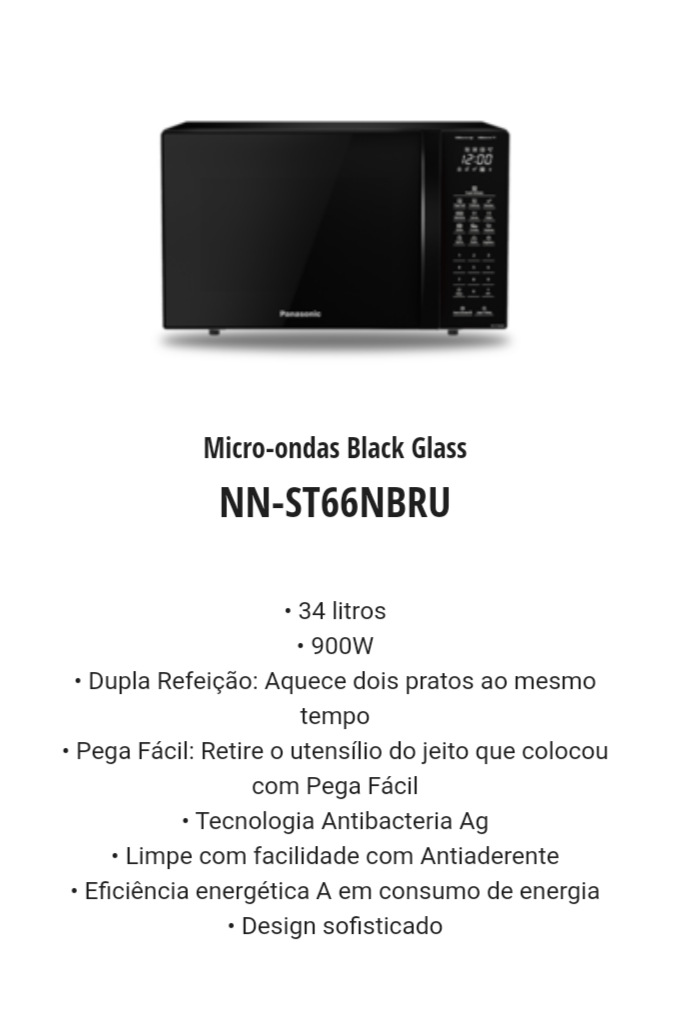 12:00
Panasonic
Micro-ondas Black Glass
NN-ST66NBRU
• 34 litros
• 900W
• Dupla Refeição: Aquece dois pratos ao mesmo
tempo
• Pega Fácil: Retire o utensílio do jeito que colocou
com Pega Fácil
• Tecnologia Antibacteria Ag
• Limpe com facilidade com Antiaderente
• Eficiência energética A em consumo de energia
• Design sofisticado